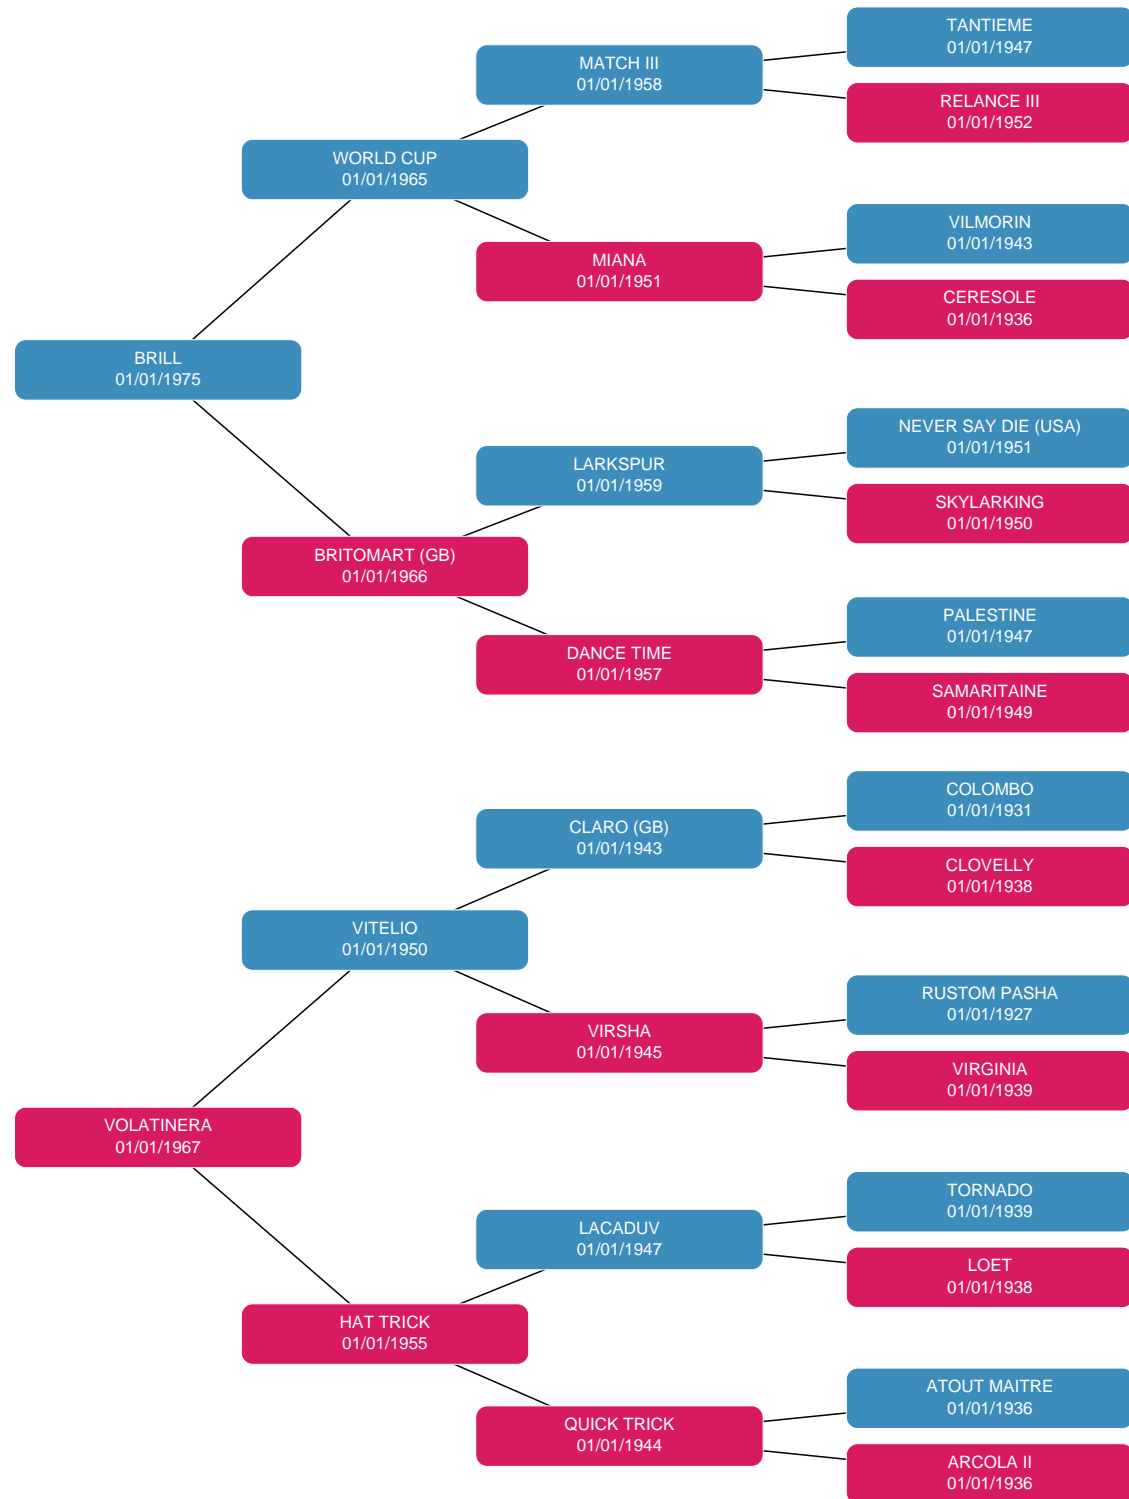 TANTIEME
01/01/1947
MATCH III
01/01/1958
RELANCE III
01/01/1952
WORLD CUP
01/01/1965
VILMORIN
01/01/1943
MIANA
01/01/1951
CERESOLE
01/01/1936
BRILL
01/01/1975
NEVER SAY DIE (USA)
01/01/1951
LARKSPUR
01/01/1959
SKYLARKING
01/01/1950
BRITOMART (GB)
01/01/1966
PALESTINE
01/01/1947
DANCE TIME
01/01/1957
SAMARITAINE
01/01/1949
COLOMBO
01/01/1931
CLARO (GB)
01/01/1943
CLOVELLY
01/01/1938
VITELIO
01/01/1950
RUSTOM PASHA
01/01/1927
VIRSHA
01/01/1945
VIRGINIA
01/01/1939
VOLATINERA
01/01/1967
TORNADO
01/01/1939
LACADUV
01/01/1947
LOET
01/01/1938
HAT TRICK
01/01/1955
ATOUT MAITRE
01/01/1936
QUICK TRICK
01/01/1944
ARCOLA II
01/01/1936